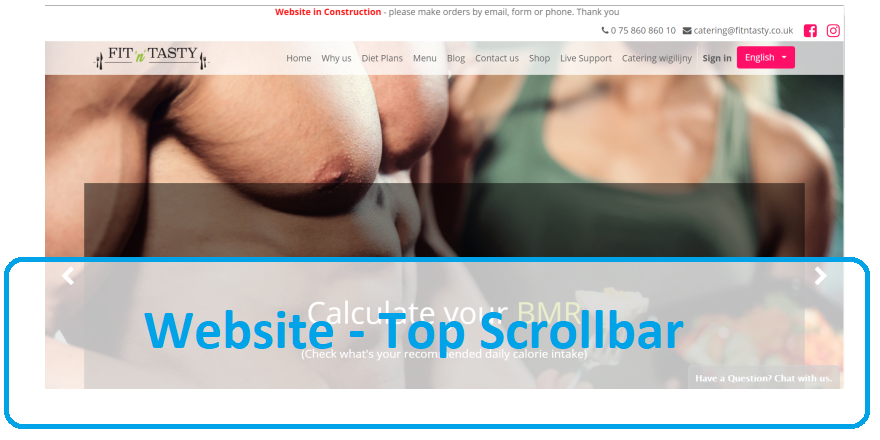 Website in Construction - please make orders by email, form or phone. Thank you
0 75 860 860 10 catering@fitntasty.co.uk
FIT 'n' TASTY
Home Why us Diet Plans Menu Blog Contact us Shop Live Support Catering wigilijny Sign in English
Calculate your BMR
Website - Top Scrollbar
(Check what's your recommended daily calorie intake)
Have a Question? Chat with us.